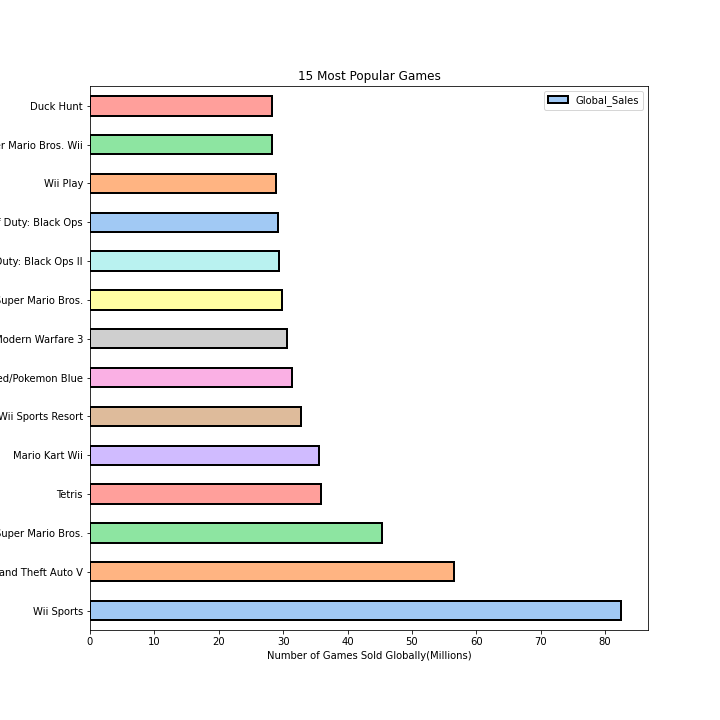 15 Most Popular Games
Global_Sales
Duck Hunt
Mario Bros. Wii
Wii Play
Duty: Black Ops
Duty: Black Ops II
Super Mario Bros.
Modern Warfare 3
ed/Pokemon Blue
Wii Sports Resort
Mario Kart Wii
Tetris
Super Mario Bros.
and Theft Auto V
Wii Sports
0 10 20 30 40 50 60 70 80
Number of Games Sold Globally(Millions)